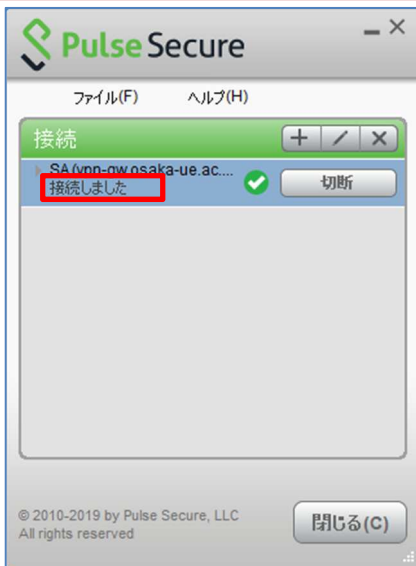 Pulse Secure
ファイル(F) ヘルプ(H)
接続
SA (vpn-gw.osaka-ue.ac....
接続しました
切断
© 2010-2019 by Pulse Secure, LLC
All rights reserved
閉じる(C)